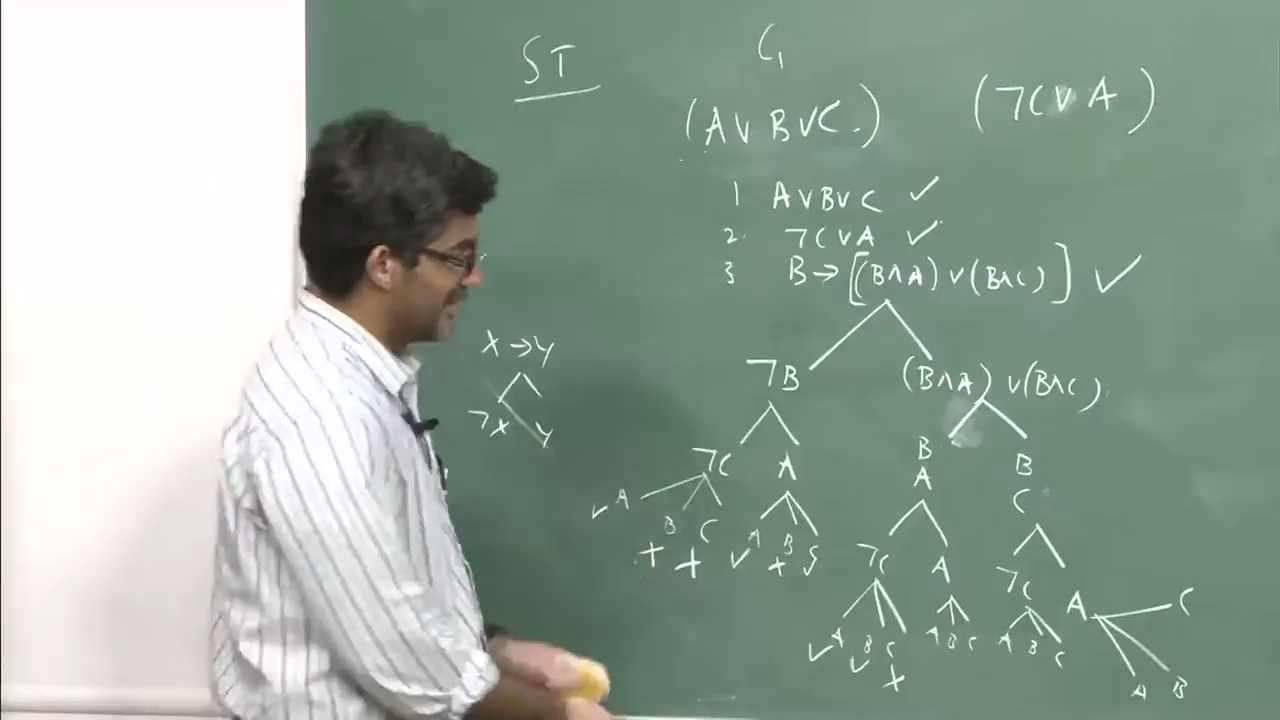 ST
C₁
(A ∨ B ∨ C.) (¬C ∨ A)
1 A ∨ B ∨ C ✓
2. ¬C ∨ A ✓
3 B → [(B ∧ A) ∨ (B ∧ C)] ✓
X → Y
¬X Y
¬B (B ∧ A) ∨ (B ∧ C).
B B
A C
¬C A
✓ A B C
+ +
A B
✓ +
¬C A ¬C A C
A B C A B C A B C A B
✓ ✓ +